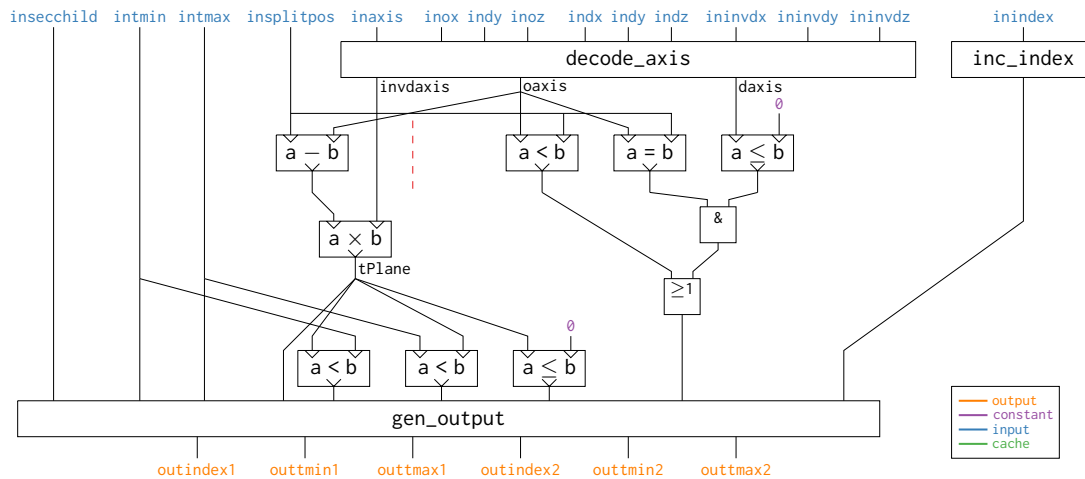 insecchild intmin intmax insplitpos inaxis inox indy inoz indx indy indz ininvdx ininvdy ininvdz inindex
decode_axis inc_index
invdaxis oaxis daxis
0
a − b a < b a = b a ≤ b
&
a × b
tPlane
≥1
0
a < b a < b a ≤ b
gen_output
output
constant
input
cache
outindex1 outtmin1 outtmax1 outindex2 outtmin2 outtmax2